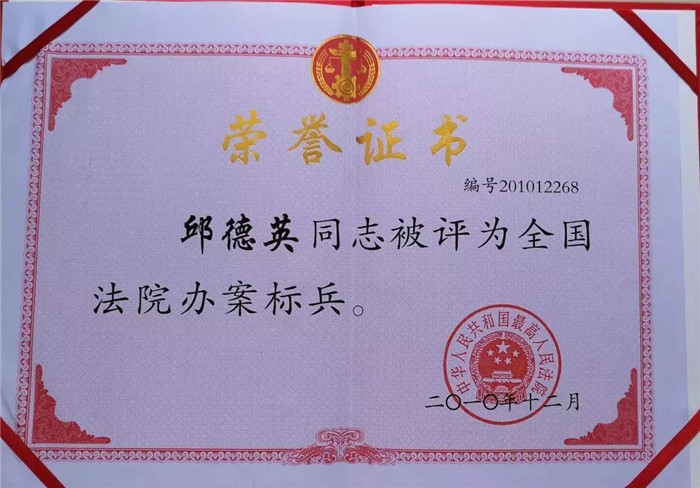 荣誉证书
编号201012268
邱德英同志被评为全国
法院办案标兵。
中华人民共和国最高人民法院
二〇一〇年十二月